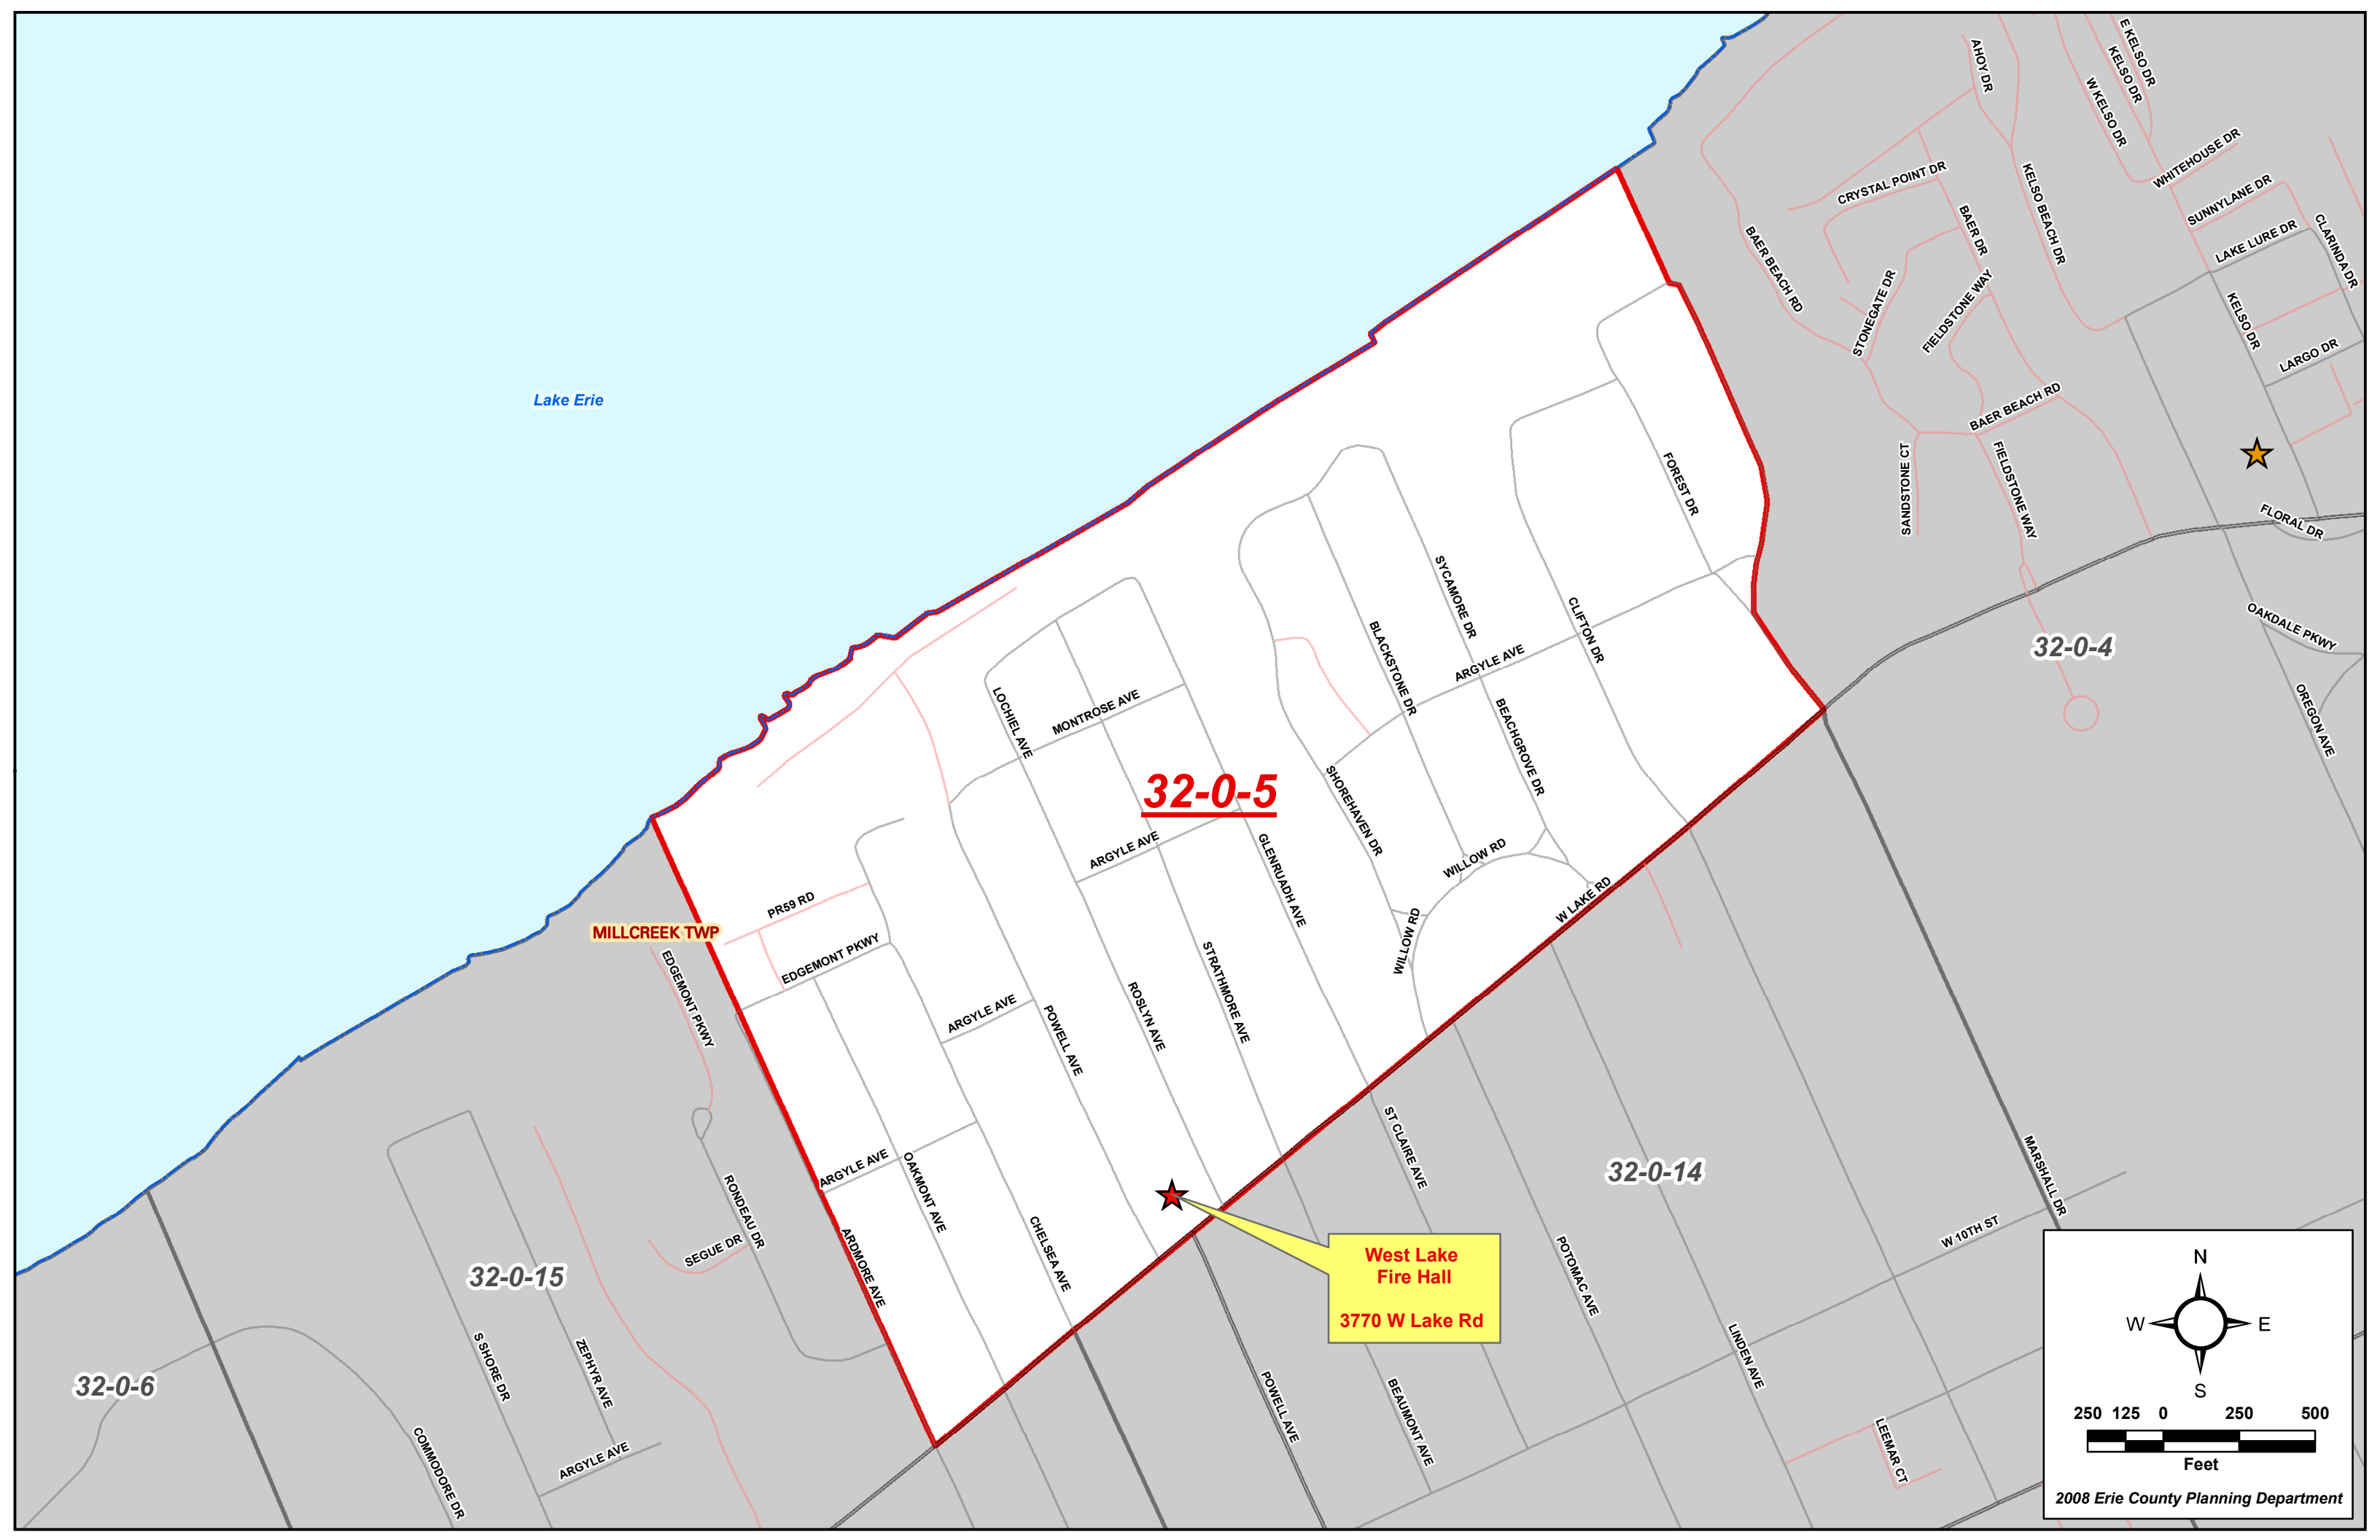 AHOY DR
E KELSO DR
KELSO DR
W KELSO DR
WHITEHOUSE DR
CRYSTAL POINT DR
SUNNYLANE DR
KELSO BEACH DR
BAER DR
LAKE LURE DR
CLARINDA DR
BAER BEACH RD
STONEGATE DR
FIELDSTONE WAY
KELSO DR
LARGO DR
Lake Erie
BAER BEACH RD
SANDSTONE CT
FIELDSTONE WAY
FOREST DR
FLORAL DR
SYCAMORE DR
CLIFTON DR
BLACKSTONE DR
ARGYLE AVE
OAKDALE PKWY
32-0-4
OREGON AVE
LOCHIEL AVE
MONTROSE AVE
BEACHGROVE DR
32-0-5
SHOREHAVEN DR
ARGYLE AVE
GLENRUADH AVE
WILLOW RD
W LAKE RD
PR59 RD
MILLCREEK TWP
WILLOW RD
EDGEMONT PKWY
EDGEMONT PKWY
STRATHMORE AVE
ROSLYN AVE
ARGYLE AVE
POWELL AVE
ST CLAIRE AVE
32-0-14
MARSHALL DR
ARGYLE AVE
OAKMONT AVE
RONDEAU DR
SEGUE DR
ARDMORE AVE
CHELSEA AVE
W 10TH ST
POTOMAC AVE
West Lake
Fire Hall
3770 W Lake Rd
32-0-15
32-0-6
S SHORE DR
ZEPHYR AVE
LINDEN AVE
POWELL AVE
BEAUMONT AVE
COMMODORE DR
ARGYLE AVE
LEEMAR CT
N
W
E
S
250 125 0 250 500
Feet
2008 Erie County Planning Department